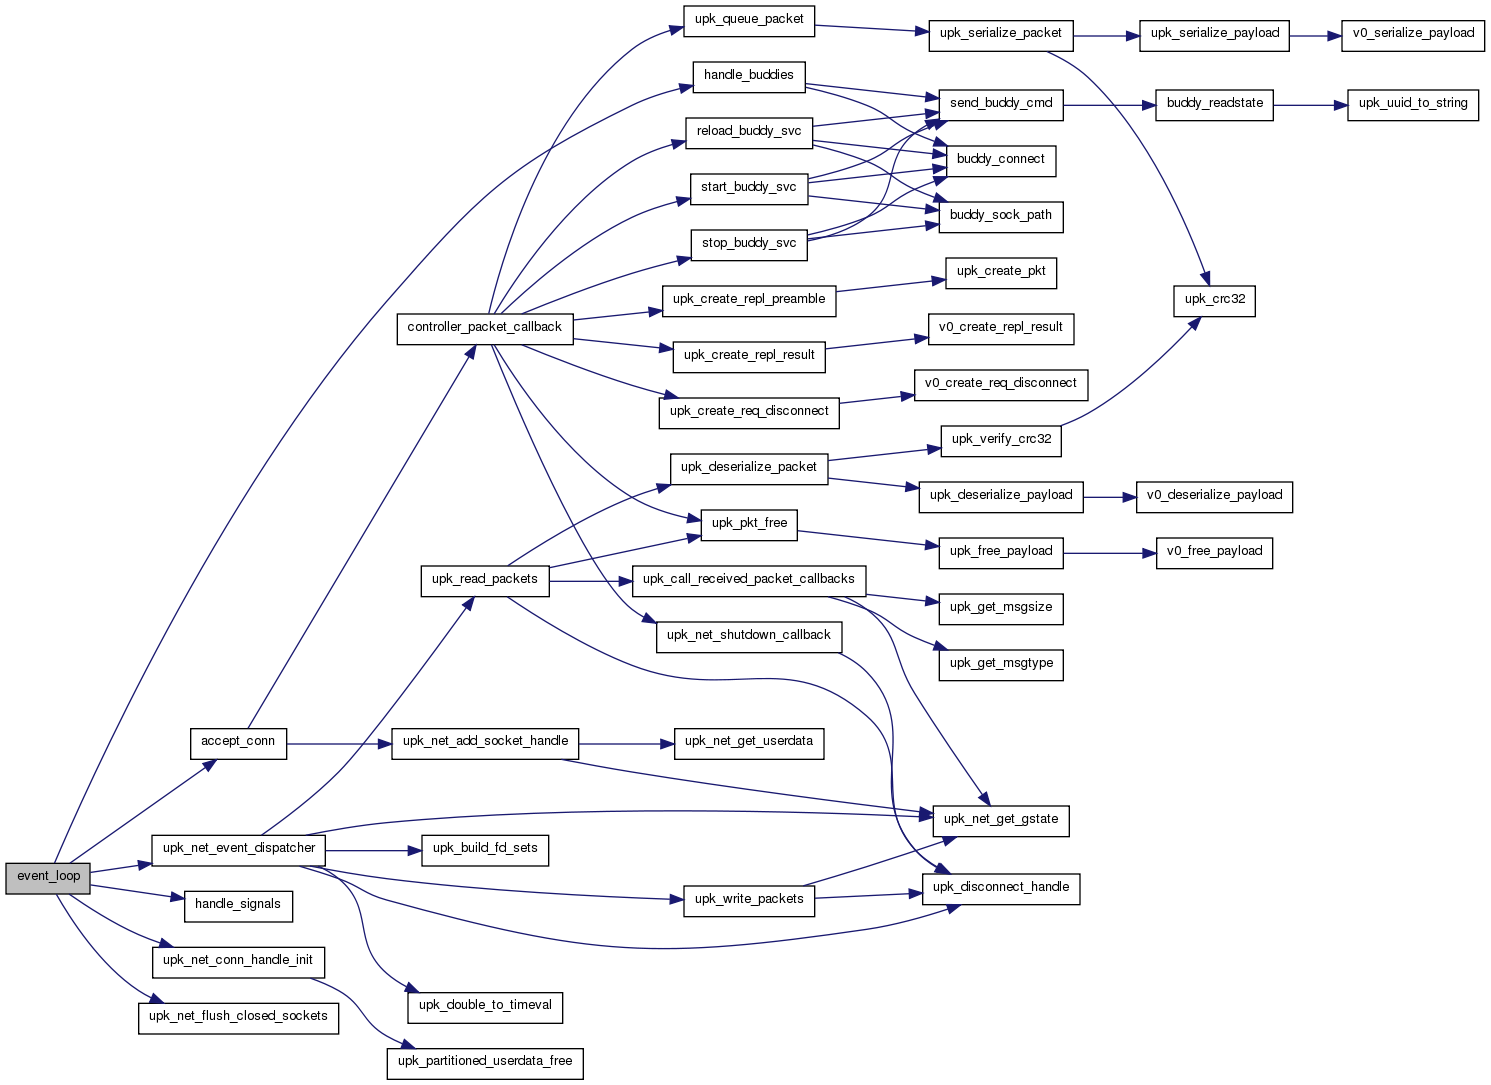 upk_queue_packet
upk_serialize_packet
upk_serialize_payload
v0_serialize_payload
handle_buddies
send_buddy_cmd
buddy_readstate
upk_uuid_to_string
reload_buddy_svc
buddy_connect
start_buddy_svc
buddy_sock_path
stop_buddy_svc
upk_create_pkt
upk_create_repl_preamble
upk_crc32
controller_packet_callback
v0_create_repl_result
upk_create_repl_result
v0_create_req_disconnect
upk_create_req_disconnect
upk_verify_crc32
upk_deserialize_packet
upk_deserialize_payload
v0_deserialize_payload
upk_pkt_free
upk_free_payload
v0_free_payload
upk_read_packets
upk_call_received_packet_callbacks
upk_get_msgsize
upk_net_shutdown_callback
upk_get_msgtype
accept_conn
upk_net_add_socket_handle
upk_net_get_userdata
upk_net_get_gstate
upk_net_event_dispatcher
upk_build_fd_sets
event_loop
upk_disconnect_handle
handle_signals
upk_write_packets
upk_net_conn_handle_init
upk_double_to_timeval
upk_net_flush_closed_sockets
upk_partitioned_userdata_free